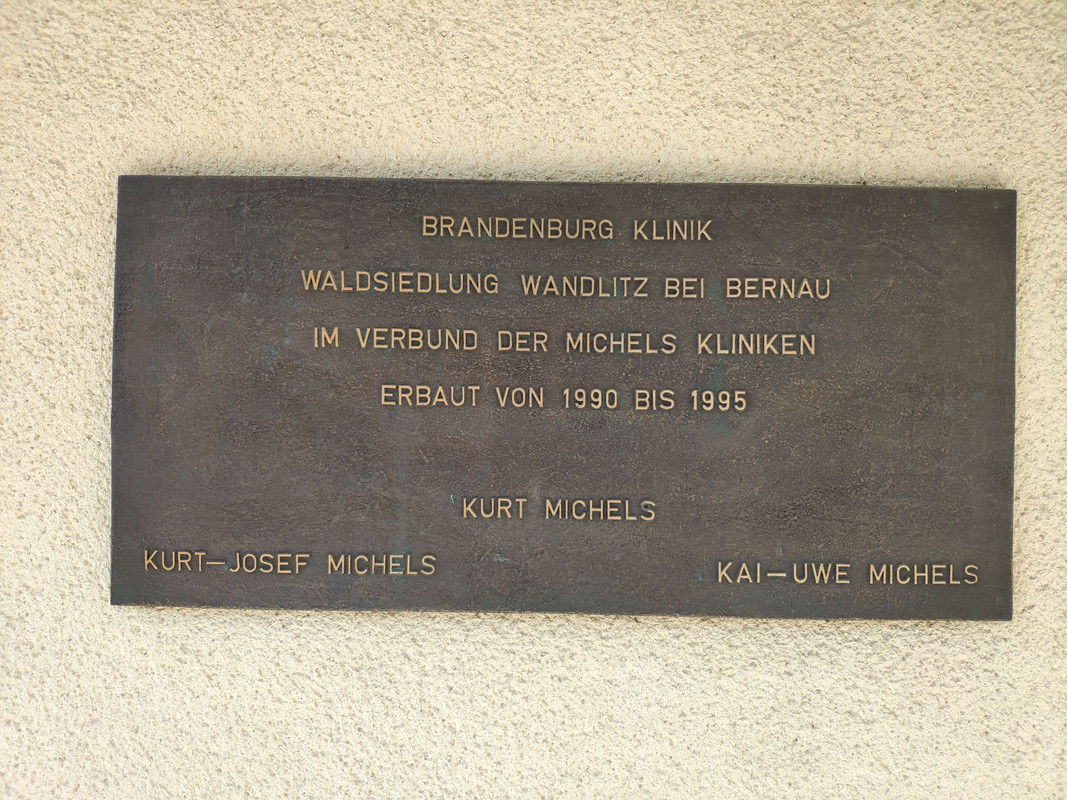 BRANDENBURG KLINIK
WALDSIEDLUNG WANDLITZ BEI BERNAU
IM VERBUND DER MICHELS KLINIKEN
ERBAUT VON 1990 BIS 1995
KURT MICHELS
KURT—JOSEF MICHELS
KAI—UWE MICHELS